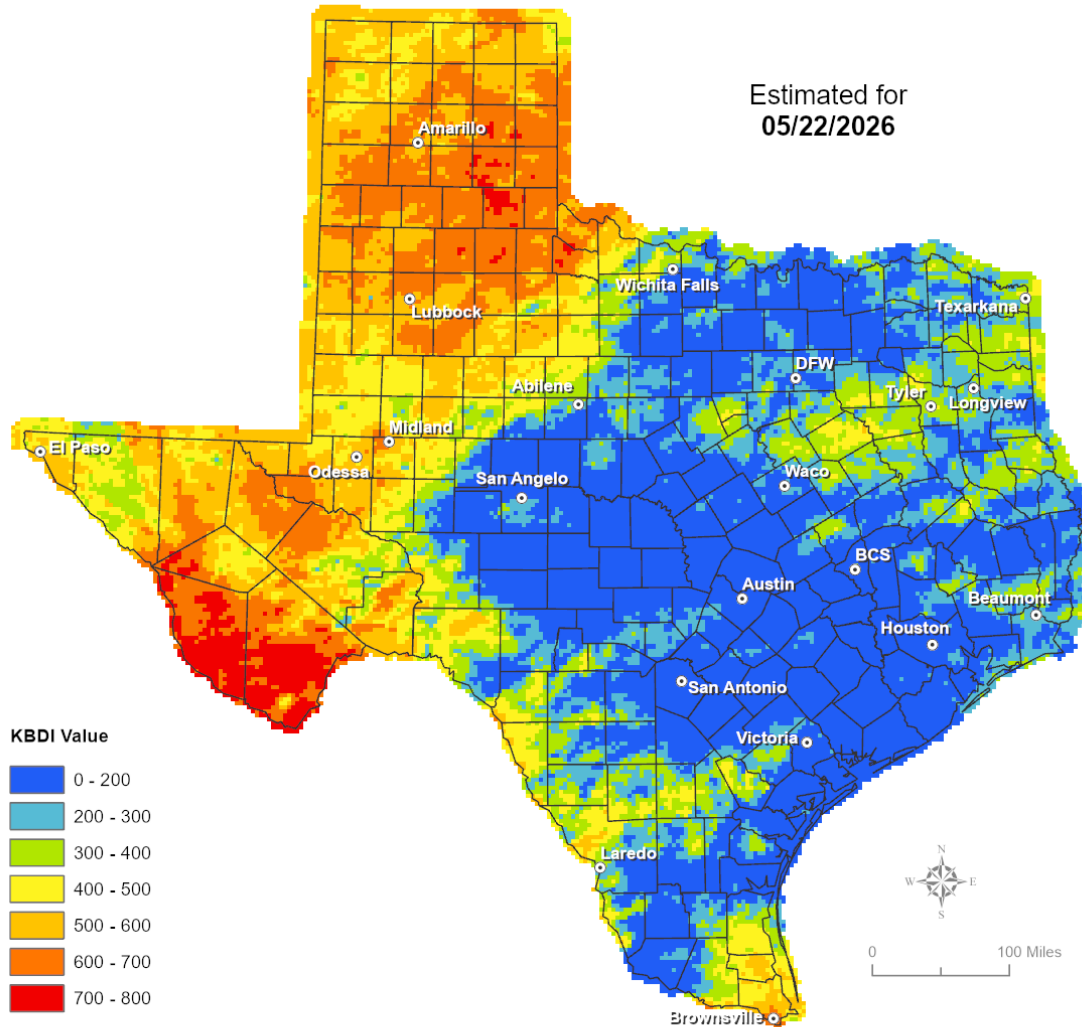 Estimated for
05/22/2026
Amarillo
Wichita Falls
Texarkana
Lubbock
DFW
Abilene
Tyler
Longview
Midland
El Paso
Odessa
San Angelo
Waco
BCS
Austin
Beaumont
Houston
San Antonio
Victoria
KBDI Value
0 - 200
200 - 300
300 - 400
400 - 500
500 - 600
600 - 700
700 - 800
Laredo
N
W E
S
0 100 Miles
Brownsville